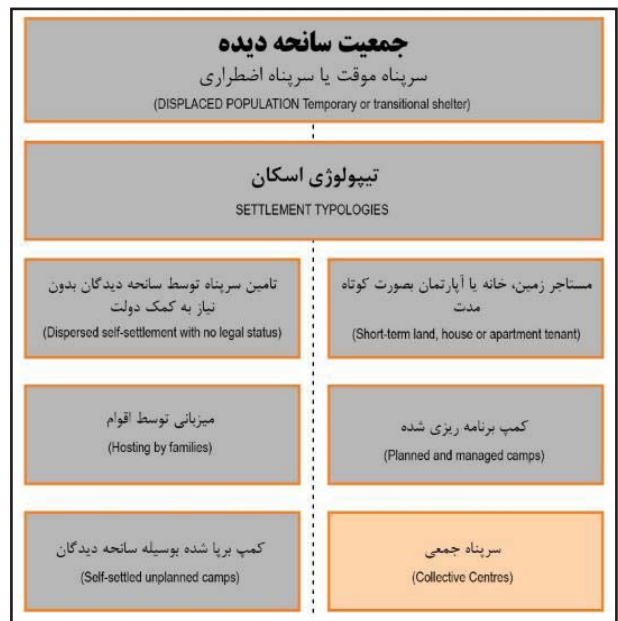 جمعیت سانحه دیده
سرپناه موقت یا سرپناه اضطراری
(DISPLACED POPULATION Temporary or transitional shelter)
تیپولوژی اسکان
SETTLEMENT TYPOLOGIES
مستاجر زمین، خانه یا آپارتمان بصورت کوتاه
مدت
(Short-term land, house or apartment tenant)
تامین سرپناه توسط سانحه دیدگان بدون
نیاز به کمک دولت
(Dispersed self-settlement with no legal status)
کمپ برنامه ریزی شده
(Planned and managed camps)
میزبانی توسط اقوام
(Hosting by families)
سرپناه جمعی
(Collective Centres)
کمپ برپا شده بوسیله سانحه دیدگان
(Self-settled unplanned camps)